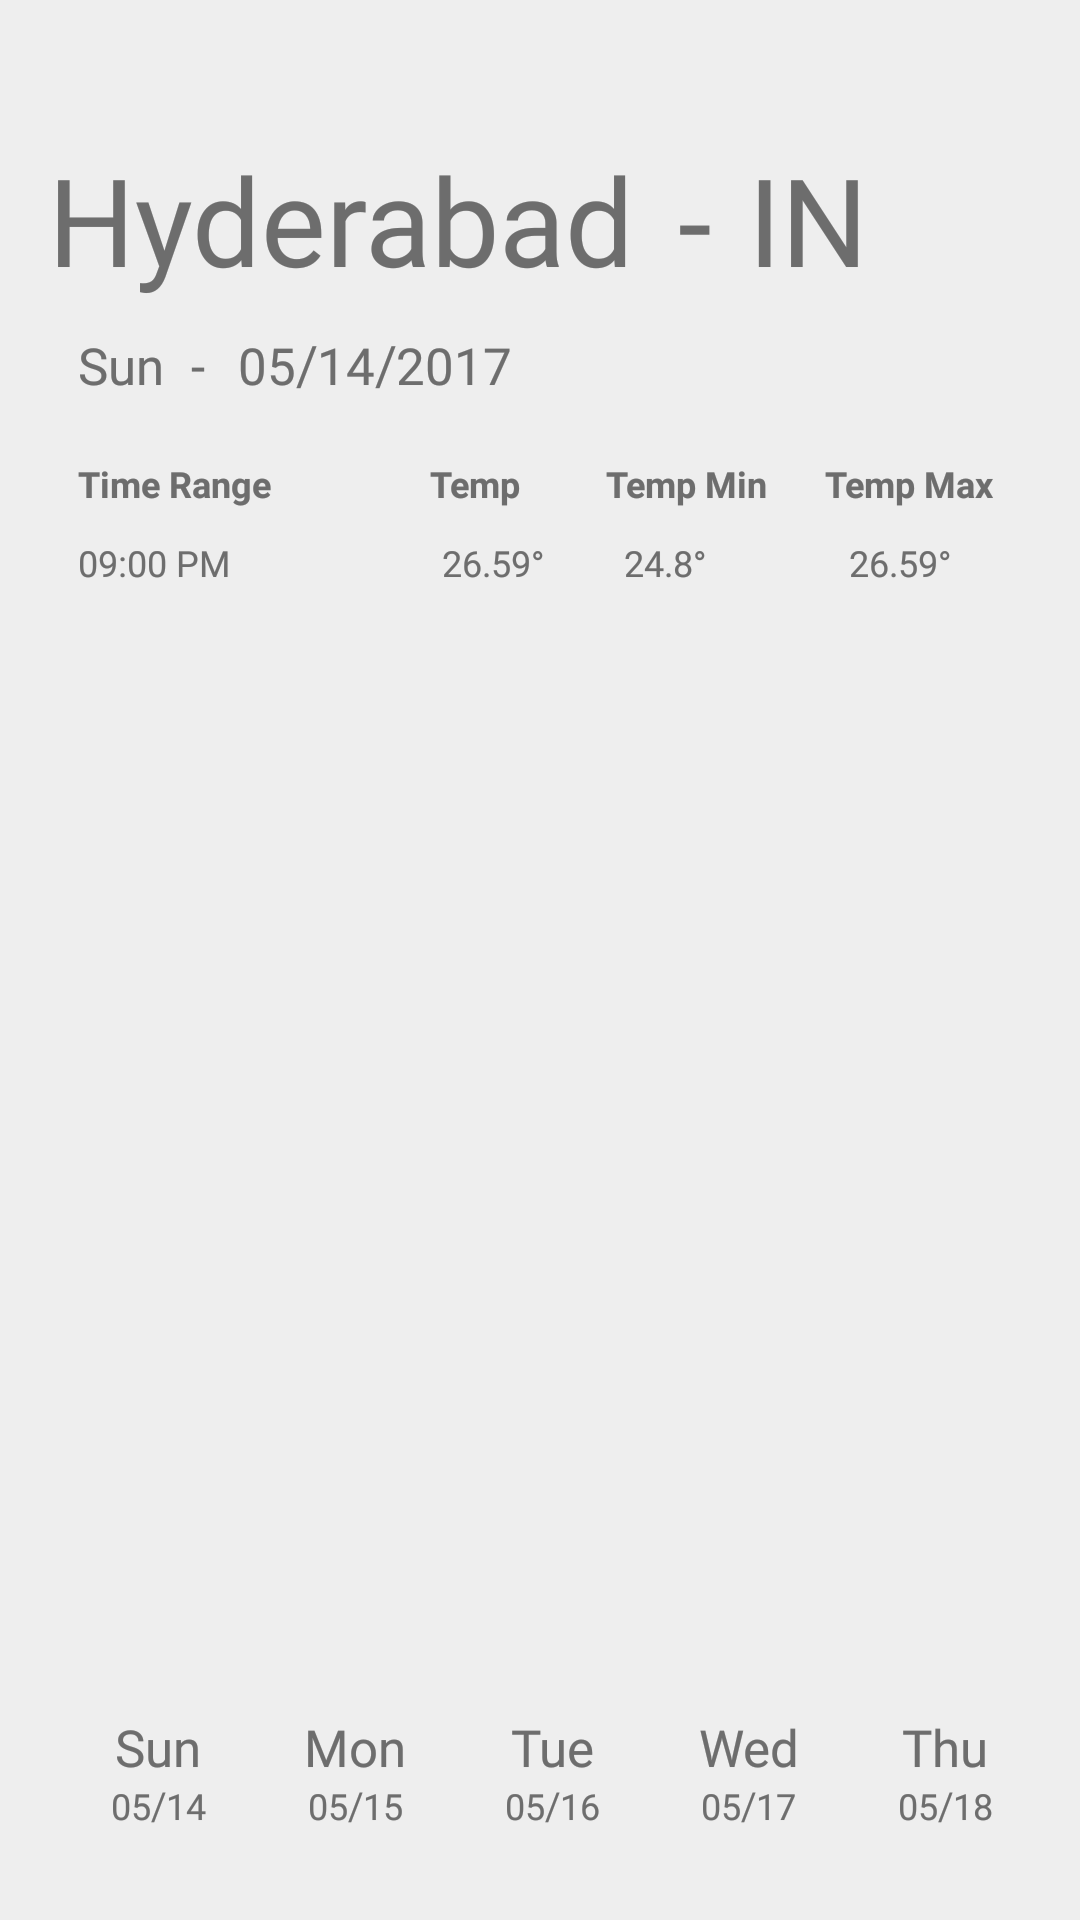 Hyderabad - IN
Sun - 05/14/2017
Time Range Temp Temp Min Temp Max
09:00 PM 26.59° 24.8° 26.59°
Sun Mon Tue Wed Thu
05/14 05/15 05/16 05/17 05/18